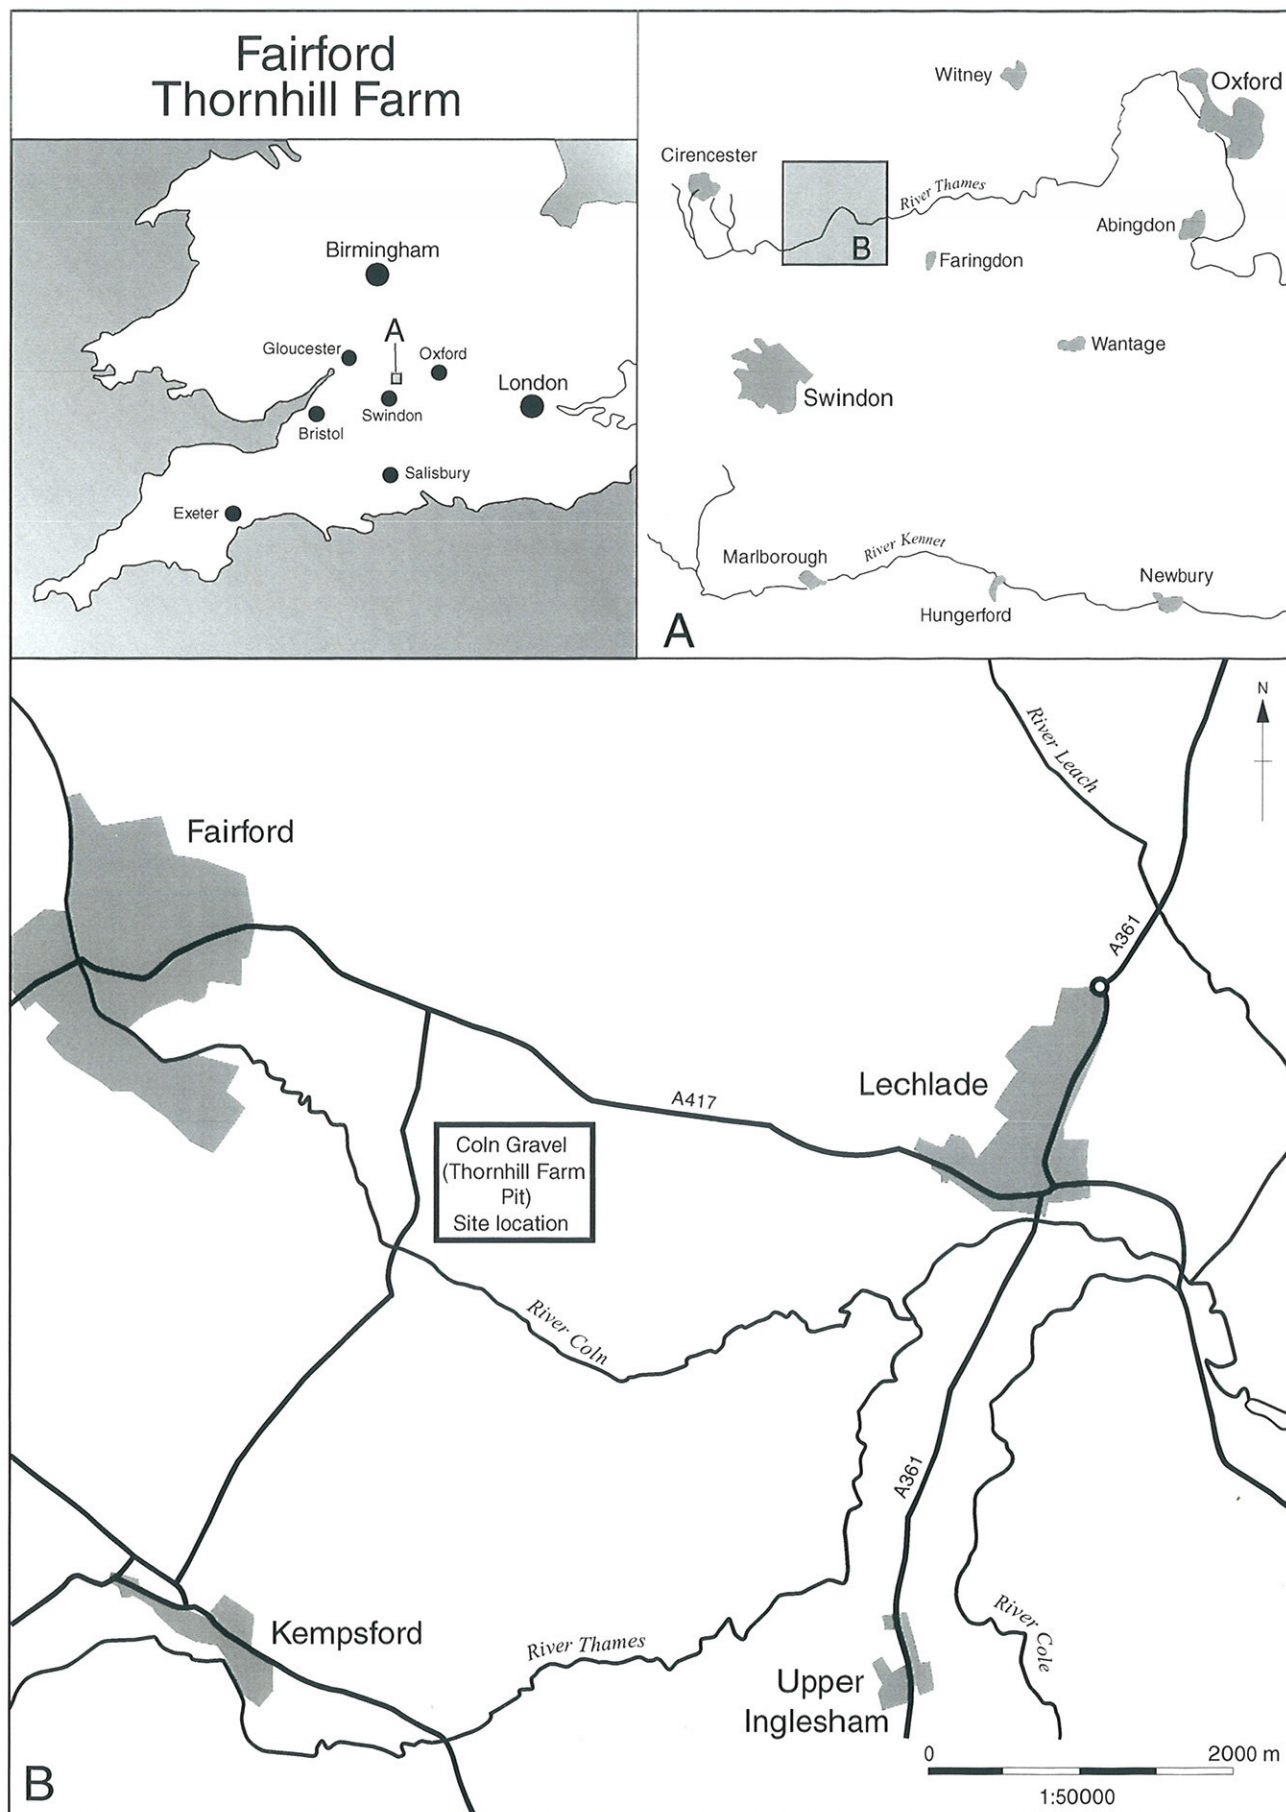 Fairford
Thornhill Farm
Birmingham
A
Gloucester
Oxford
London
Swindon
Bristol
Salisbury
Exeter
Witney
Oxford
Cirencester
River Thames
Abingdon
B
Faringdon
Wantage
Swindon
Marlborough
River Kennet
Newbury
Hungerford
A
N
River Leach
Fairford
A361
Lechlade
A417
Coln Gravel
(Thornhill Farm
Pit)
Site location
River Coln
A361
Kempsford
River Thames
River Cole
Upper
Inglesham
0 2000 m
1:50000
B